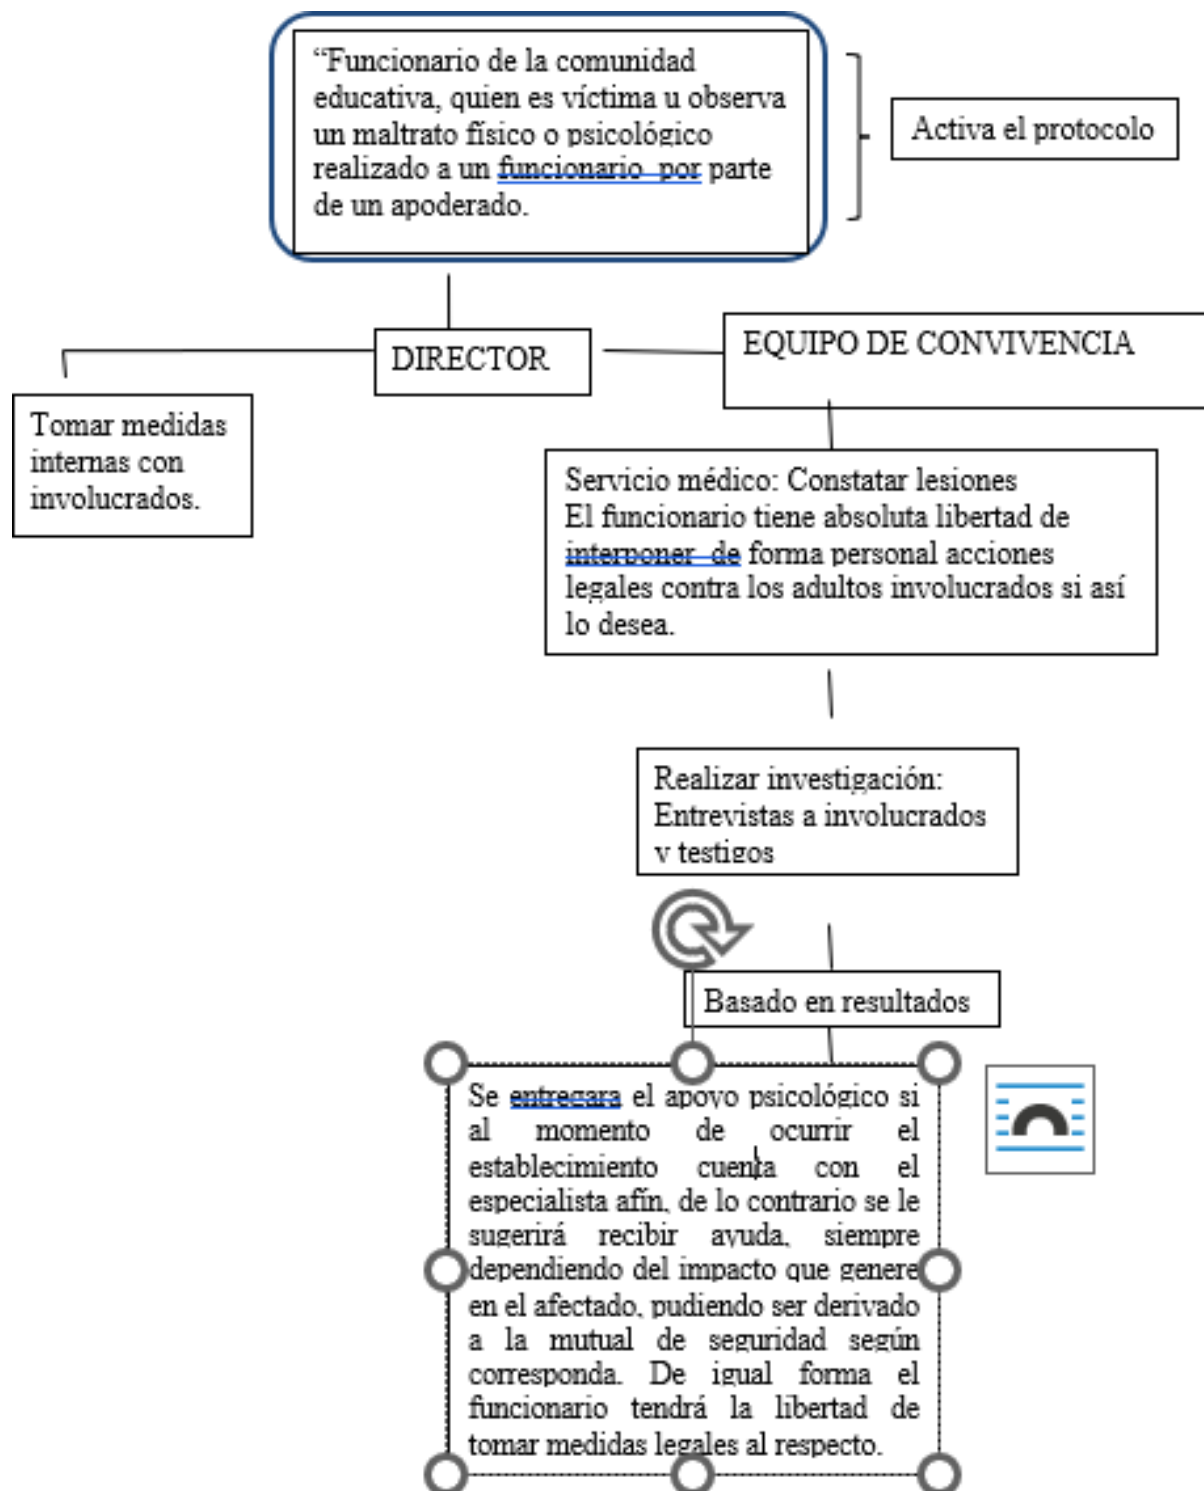 “Funcionario de la comunidad
educativa, quien es víctima u observa
un maltrato físico o psicológico
realizado a un funcionario por parte
de un apoderado.
Activa el protocolo
DIRECTOR
EQUIPO DE CONVIVENCIA
Tomar medidas
internas con
involucrados.
Servicio médico: Constatar lesiones
El funcionario tiene absoluta libertad de
interponer de forma personal acciones
legales contra los adultos involucrados si así
lo desea.
Realizar investigación:
Entrevistas a involucrados
y testigos
Basado en resultados
Se entregara el apoyo psicológico si
al momento de ocurrir el
establecimiento cuenta con el
especialista afín, de lo contrario se le
sugerirá recibir ayuda, siempre
dependiendo del impacto que genere
en el afectado, pudiendo ser derivado
a la mutual de seguridad según
corresponda. De igual forma el
funcionario tendrá la libertad de
tomar medidas legales al respecto.